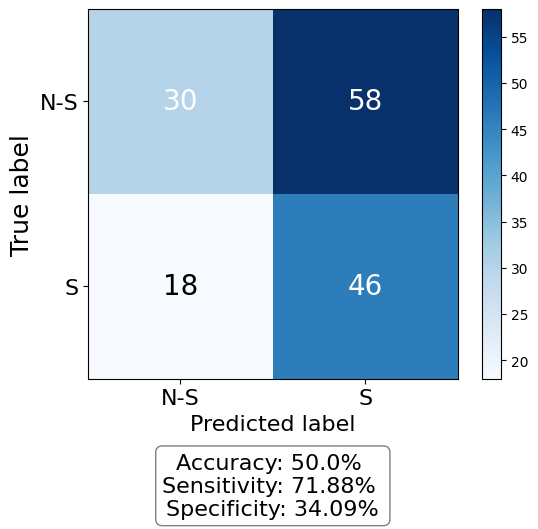 55
50
45
40
35
30
25
20
True label
N-S
30
58
S
18
46
N-S
S
Predicted label
Accuracy: 50.0%
Sensitivity: 71.88%
Specificity: 34.09%